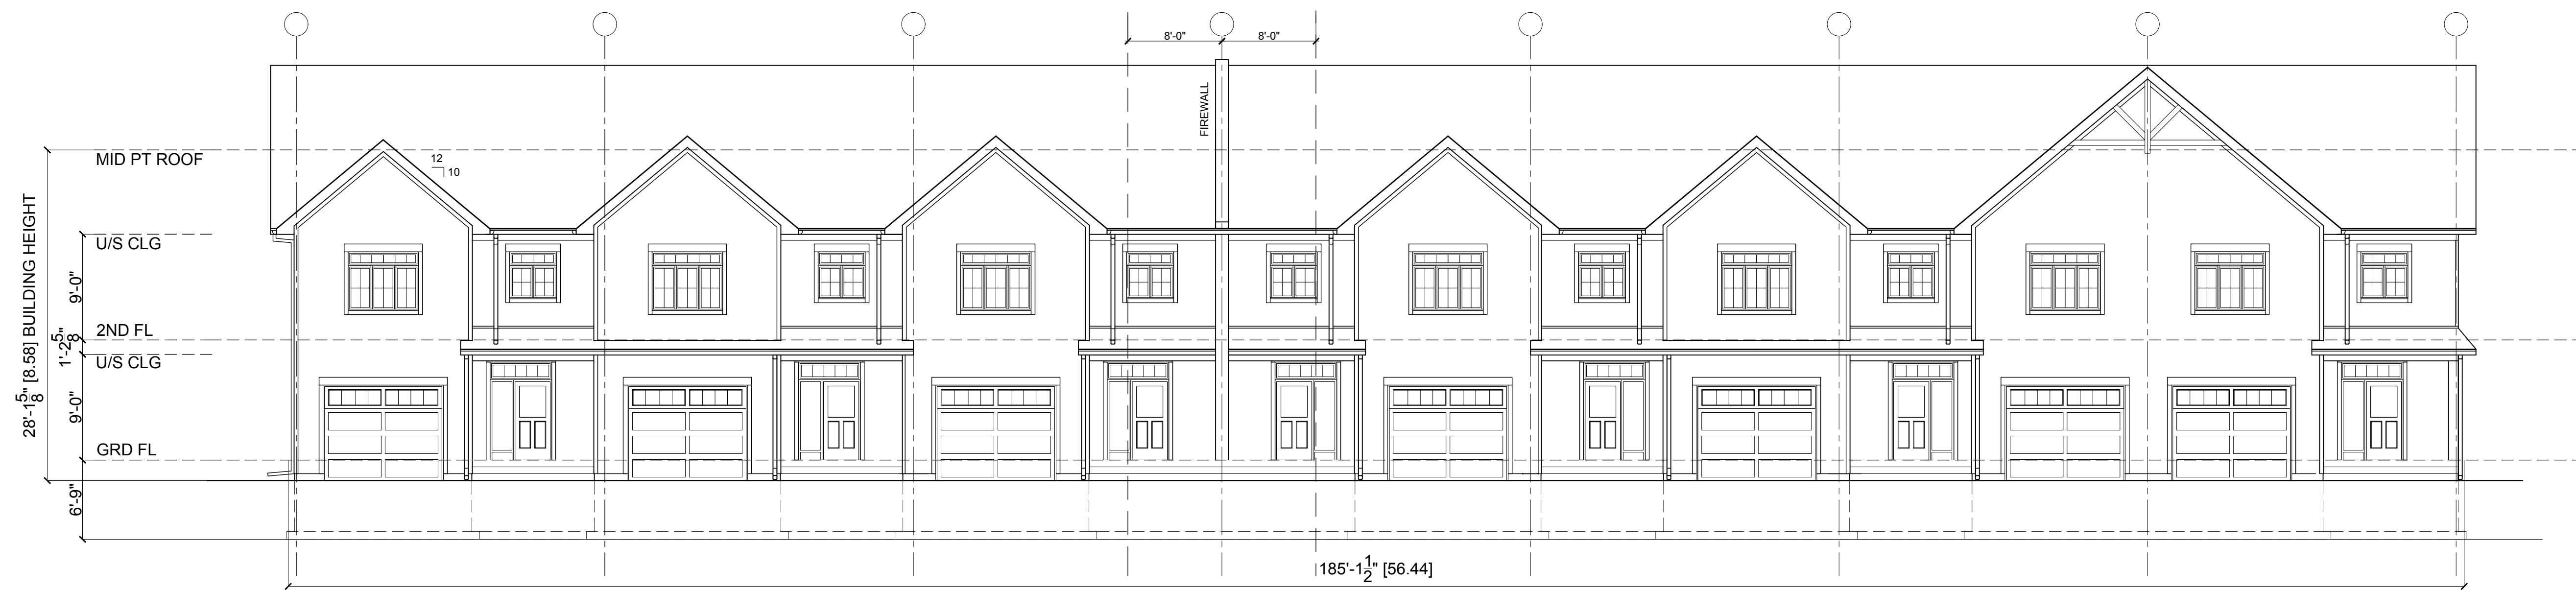 8'-0" 8'-0"
FIREWALL
MID PT ROOF
12
10
U/S CLG
9'-0"
2ND FL
1'-2 5/8"
U/S CLG
9'-0"
GRD FL
6'-9"
28'-1 5/8" [8.58] BUILDING HEIGHT
185'-1 1/2" [56.44]